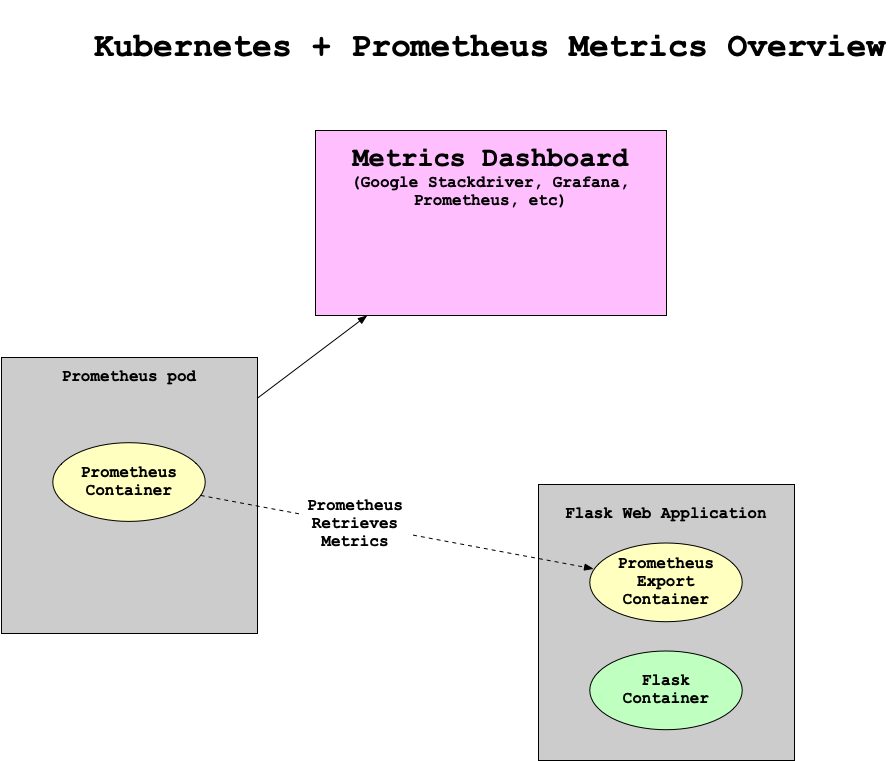 Kubernetes + Prometheus Metrics Overview
Metrics Dashboard
(Google Stackdriver, Grafana,
Prometheus, etc)
Prometheus pod
Prometheus
Container
Prometheus
Retrieves
Metrics
Flask Web Application
Prometheus
Export
Container
Flask
Container